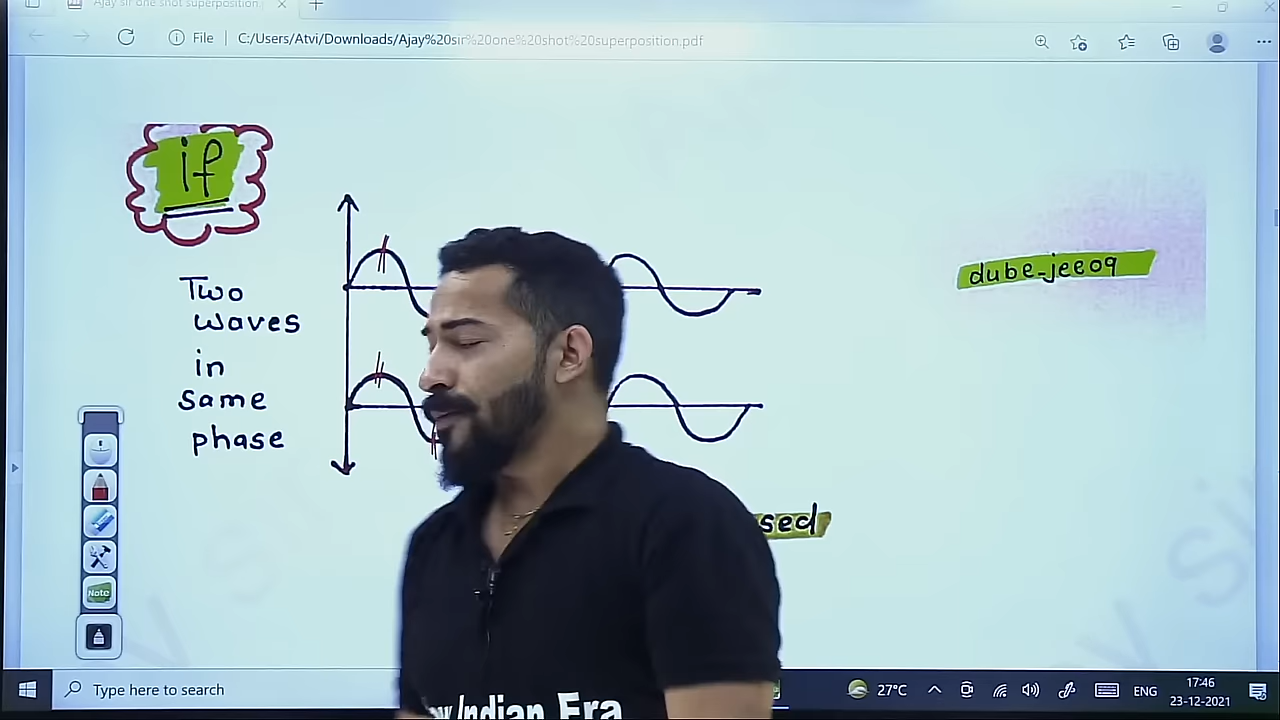 Ajay sir one shot superposition
File
C:/Users/Atvi/Downloads/Ajay%20sir%20one%20shot%20superposition.pdf
if
dube-jee09
Two
waves
in
same
phase
sed
Note
Indian Era
Type here to search
27°C
ENG
17:46
23-12-2021